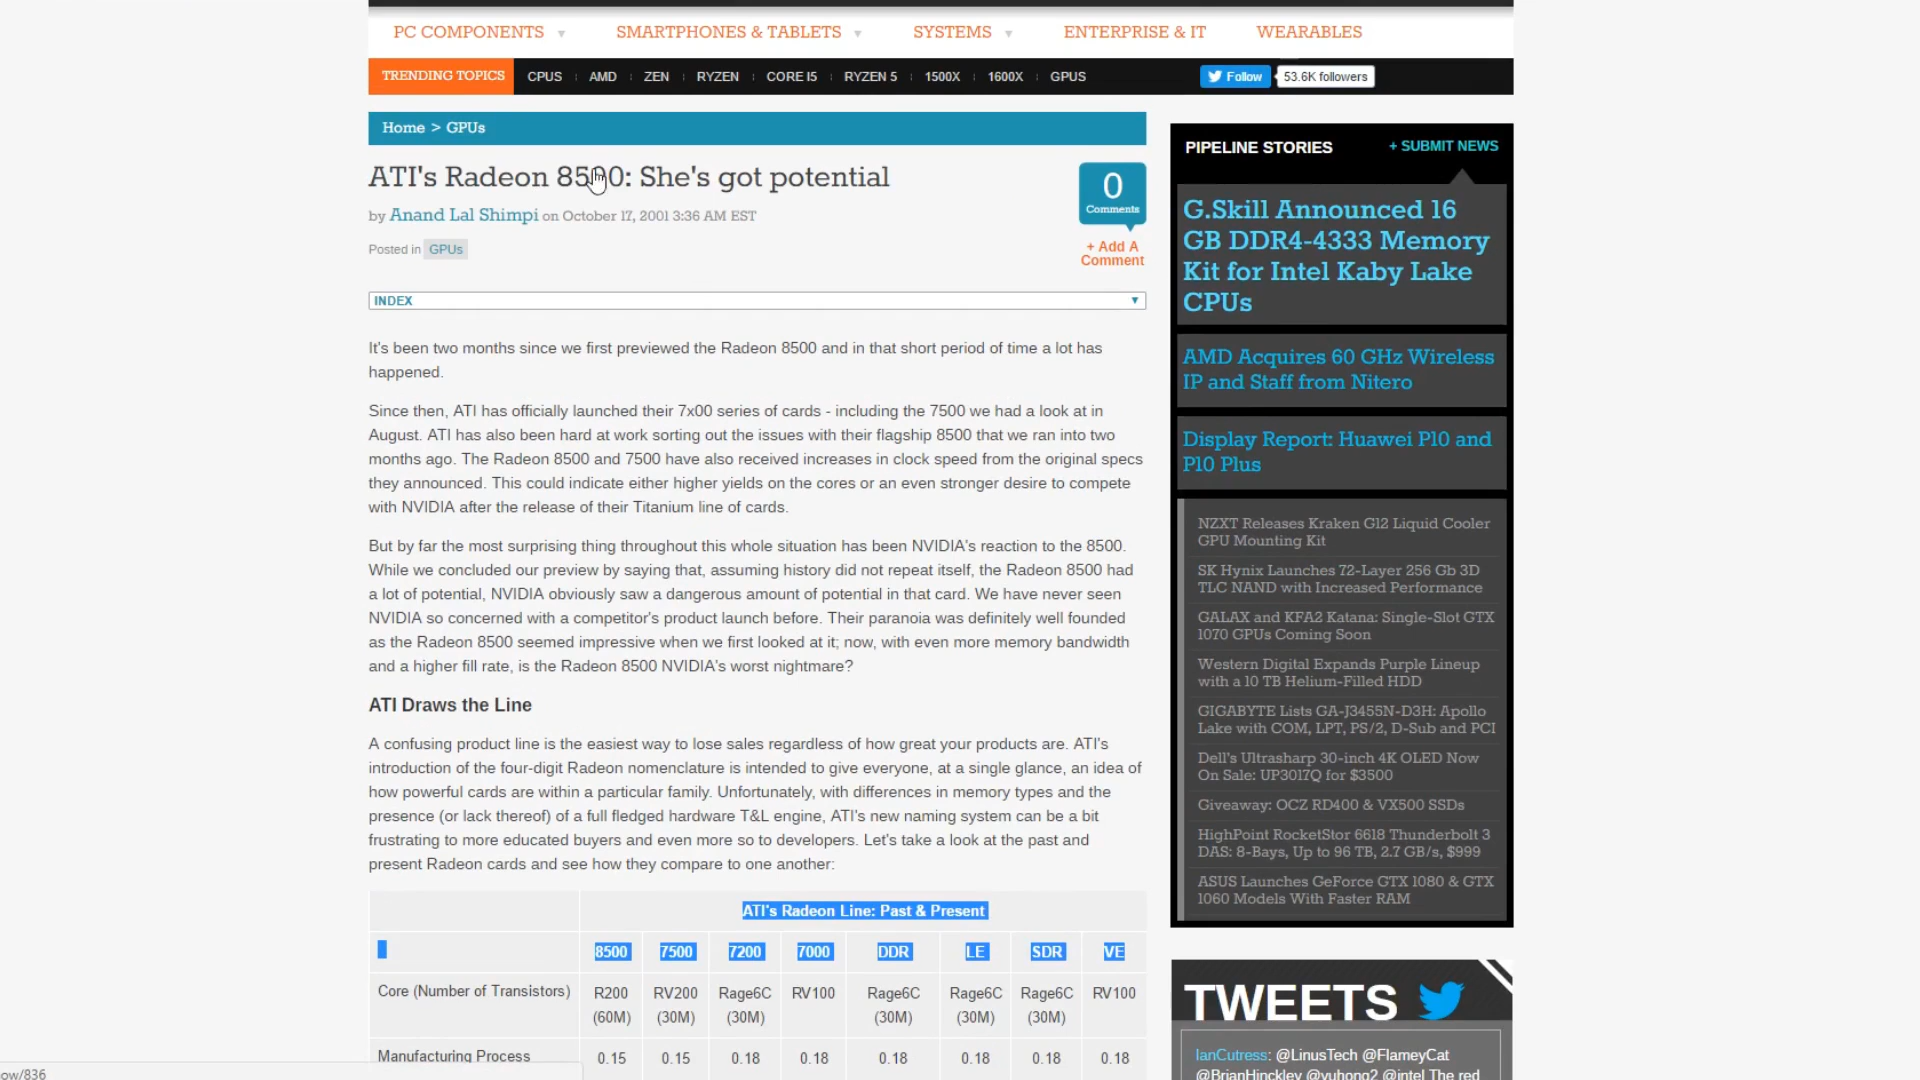 PC COMPONENTS SMARTPHONES & TABLETS SYSTEMS ENTERPRISE & IT WEARABLES
TRENDING TOPICS CPUS AMD ZEN RYZEN CORE I5 RYZEN 5 1500X 1600X GPUS Follow 53.6K followers
Home > GPUs
ATI's Radeon 8500: She's got potential
by Anand Lal Shimpi on October 17, 2001 3:36 AM EST
Posted in GPUs
0
Comments
+ Add A
Comment
INDEX
It's been two months since we first previewed the Radeon 8500 and in that short period of time a lot has
happened.
Since then, ATI has officially launched their 7x00 series of cards - including the 7500 we had a look at in
August. ATI has also been hard at work sorting out the issues with their flagship 8500 that we ran into two
months ago. The Radeon 8500 and 7500 have also received increases in clock speed from the original specs
they announced. This could indicate either higher yields on the cores or an even stronger desire to compete
with NVIDIA after the release of their Titanium line of cards.
But by far the most surprising thing throughout this whole situation has been NVIDIA's reaction to the 8500.
While we concluded our preview by saying that, assuming history did not repeat itself, the Radeon 8500 had
a lot of potential, NVIDIA obviously saw a dangerous amount of potential in that card. We have never seen
NVIDIA so concerned with a competitor's product launch before. Their paranoia was definitely well founded
as the Radeon 8500 seemed impressive when we first looked at it; now, with even more memory bandwidth
and a higher fill rate, is the Radeon 8500 NVIDIA's worst nightmare?
ATI Draws the Line
A confusing product line is the easiest way to lose sales regardless of how great your products are. ATI's
introduction of the four-digit Radeon nomenclature is intended to give everyone, at a single glance, an idea of
how powerful cards are within a particular family. Unfortunately, with differences in memory types and the
presence (or lack thereof) of a full fledged hardware T&L engine, ATI's new naming system can be a bit
frustrating to more educated buyers and even more so to developers. Let's take a look at the past and
present Radeon cards and see how they compare to one another:
ATI's Radeon Line: Past & Present
8500 7500 7200 7000 DDR LE SDR VE
Core (Number of Transistors) R200 RV200 Rage6C RV100 Rage6C Rage6C Rage6C RV100
(60M) (30M) (30M) (30M) (30M) (30M)
Manufacturing Process 0.15 0.15 0.18 0.18 0.18 0.18 0.18 0.18
ow/836
PIPELINE STORIES + SUBMIT NEWS
G.Skill Announced 16
GB DDR4-4333 Memory
Kit for Intel Kaby Lake
CPUs
AMD Acquires 60 GHz Wireless
IP and Staff from Nitero
Display Report: Huawei P10 and
P10 Plus
NZXT Releases Kraken G12 Liquid Cooler
GPU Mounting Kit
SK Hynix Launches 72-Layer 256 Gb 3D
TLC NAND with Increased Performance
GALAX and KFA2 Katana: Single-Slot GTX
1070 GPUs Coming Soon
Western Digital Expands Purple Lineup
with a 10 TB Helium-Filled HDD
GIGABYTE Lists GA-J3455N-D3H: Apollo
Lake with COM, LPT, PS/2, D-Sub and PCI
Dell's Ultrasharp 30-inch 4K OLED Now
On Sale: UP3017Q for $3500
Giveaway: OCZ RD400 & VX500 SSDs
HighPoint RocketStor 6618 Thunderbolt 3
DAS: 8-Bays, Up to 96 TB, 2.7 GB/s, $999
ASUS Launches GeForce GTX 1080 & GTX
1060 Models With Faster RAM
TWEETS
IanCutress: @LinusTech @FlameyCat
@BrianHinckley @yuhong2 @intel The red